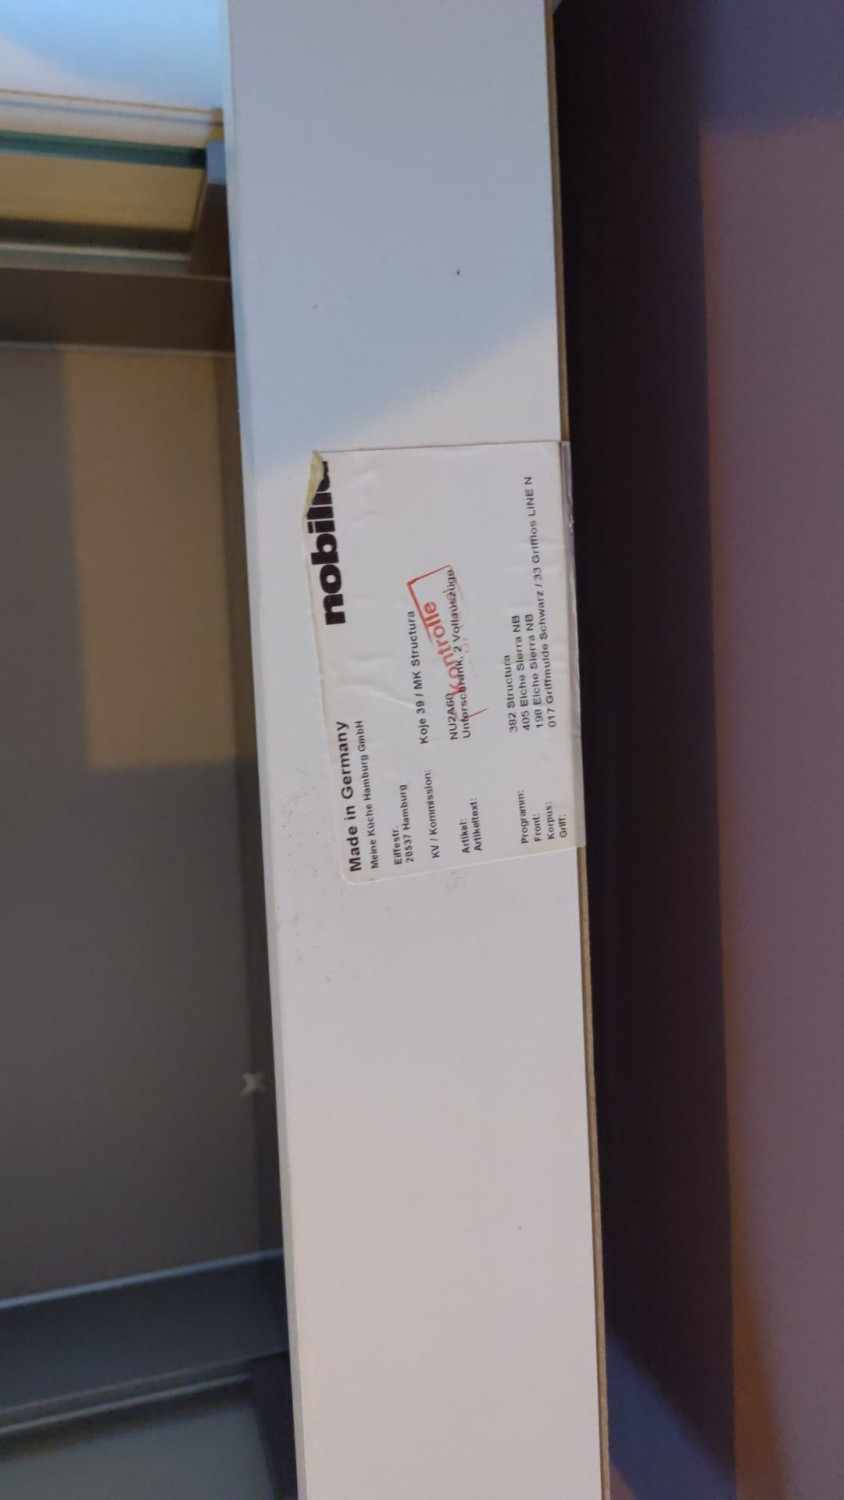 nobilia
Made in Germany
Meine Küche Hamburg GmbH
Eiffestr.
20537 Hamburg
KV / Kommission: Koje 39 / MK Structura
Artikel: NU2A60
Artikeltext: Unterschrank, 2 Vollauszüge
Kontrolle
Programm: 382 Structura
Front: 405 Eiche Sierra NB
Korpus: 198 Eiche Sierra NB
Griff: 017 Griffmulde Schwarz / 33 Grifflos LINE N